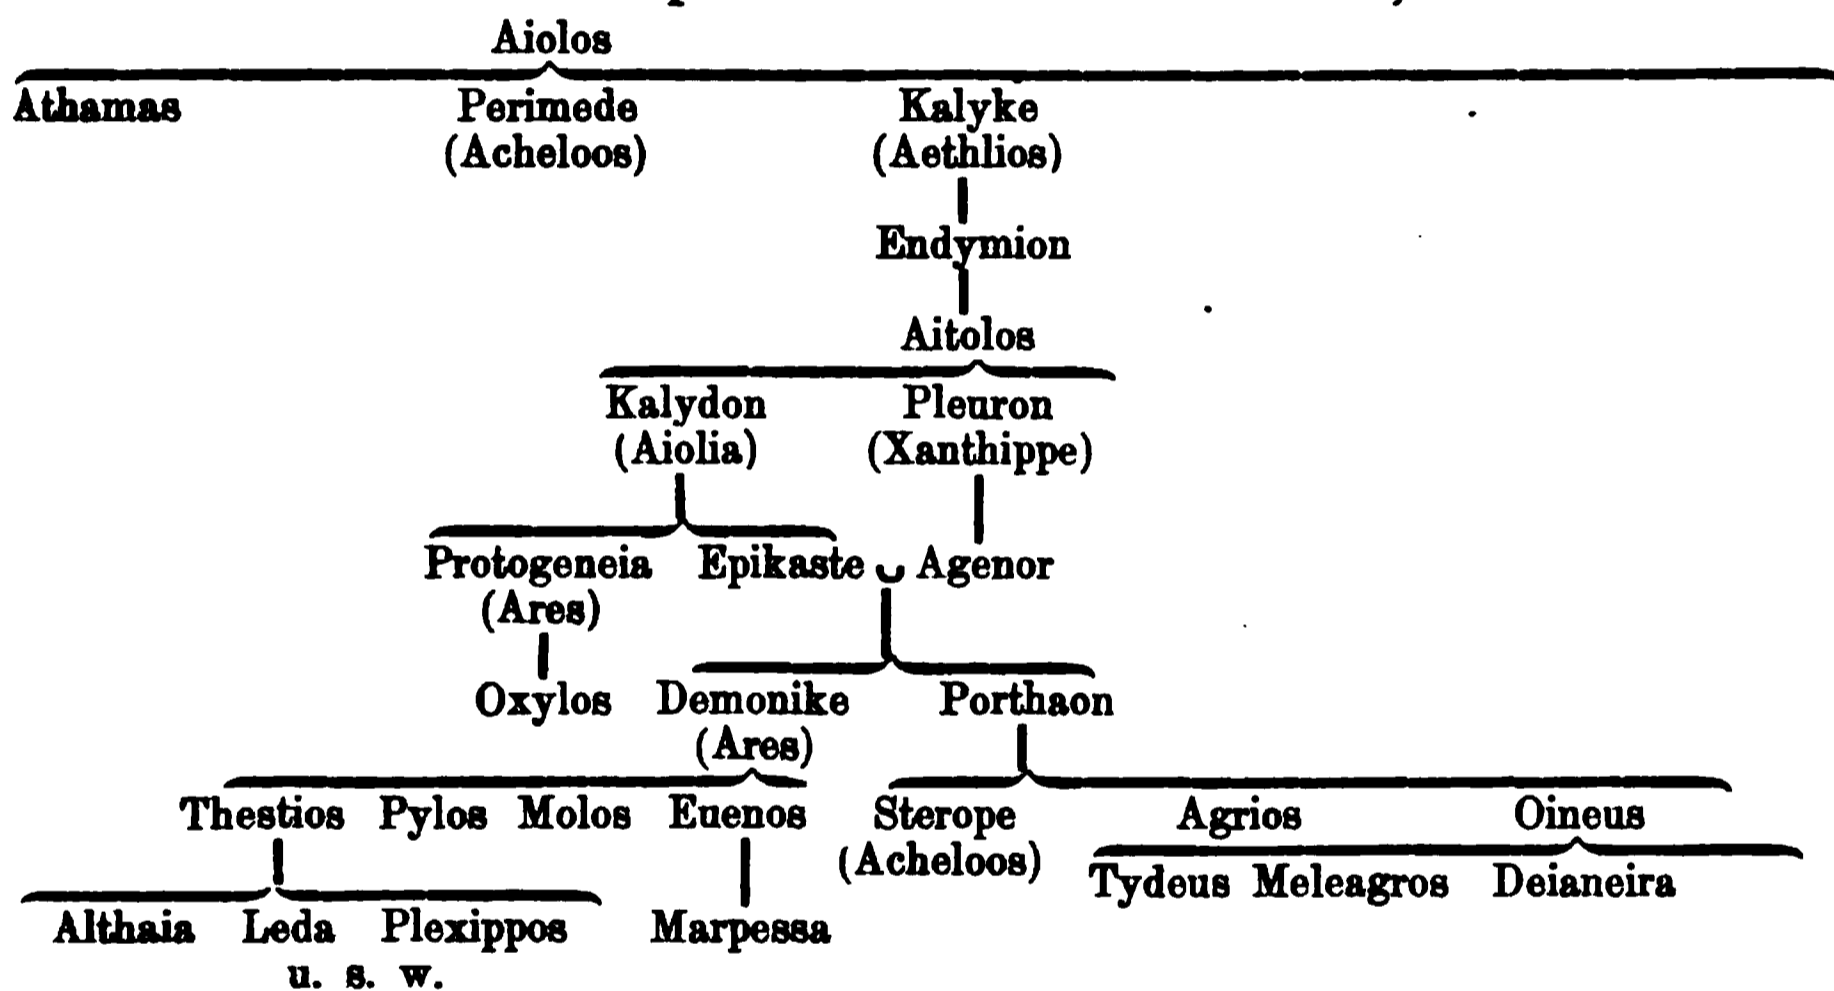 Aiolos
Athamas Perimede Kalyke
(Acheloos) (Aethlios)
Endymion
Aitolos
Kalydon Pleuron
(Aiolia) (Xanthippe)
Protogeneia Epikaste Agenor
(Ares)
Oxylos Demonike Porthaon
(Ares)
Thestios Pylos Molos Euenos Sterope Agrios Oineus
(Acheloos)
Tydeus Meleagros Deianeira
Althaia Leda Plexippos Marpessa
u. s. w.